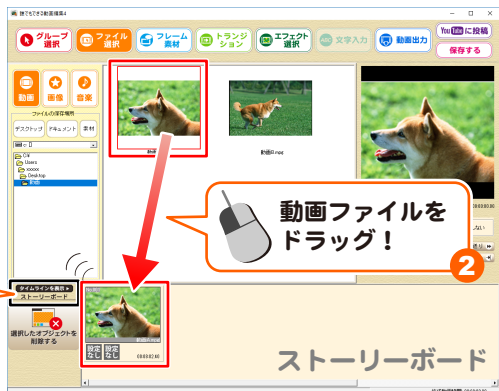 誰でもできる動画編集4
グループ
選択
ファイル
選択
フレーム
素材
トランジ
ション
エフェクト
選択
文字入力
動画出力
YouTubeに投稿
保存する
動画
画像
音楽
ファイルの保存場所
デスクトップ
ドキュメント
素材
C:¥
Users
xxxxx
Desktop
動画
動画B.mpg
動画ファイルを
ドラッグ！
2
タイムラインを表示
ストーリーボード
選択したオブジェクトを
削除する
動画A.mpg
設定
なし
設定
なし
ストーリーボード